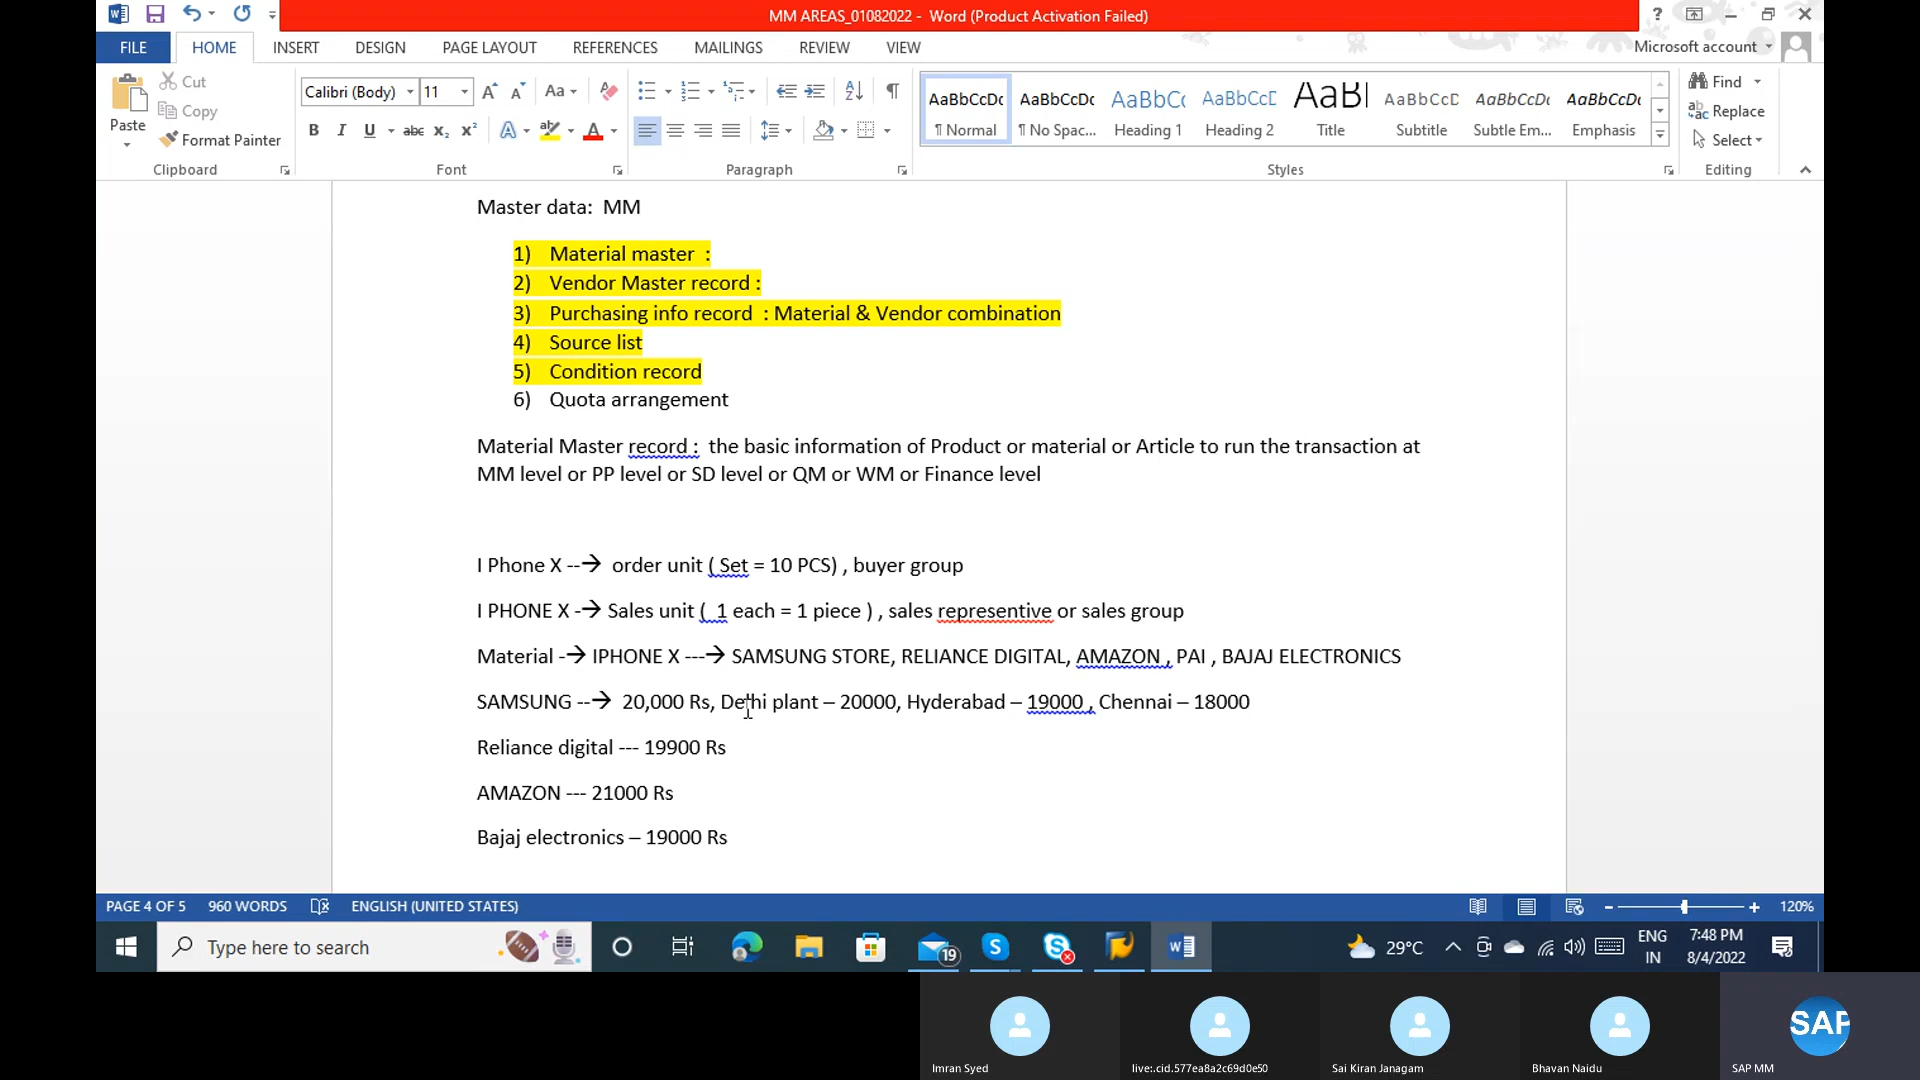 MM AREAS_01082022 - Word (Product Activation Failed)
FILE HOME INSERT DESIGN PAGE LAYOUT REFERENCES MAILINGS REVIEW VIEW Microsoft account
Cut
Copy
Format Painter
Paste
Clipboard
Calibri (Body) 11
Font
Paragraph
AaBbCcDc AaBbCcDc AaBbC AaBbCcD AaB AaBbCcD AaBbCcDc AaBbCcDc
¶ Normal ¶ No Spac... Heading 1 Heading 2 Title Subtitle Subtle Em... Emphasis
Styles
Find
Replace
Select
Editing
Master data: MM
1) Material master :
2) Vendor Master record :
3) Purchasing info record : Material & Vendor combination
4) Source list
5) Condition record
6) Quota arrangement
Material Master record : the basic information of Product or material or Article to run the transaction at
MM level or PP level or SD level or QM or WM or Finance level
I Phone X --→ order unit ( Set = 10 PCS) , buyer group
I PHONE X -→ Sales unit ( 1 each = 1 piece ) , sales representive or sales group
Material -→ IPHONE X ---→ SAMSUNG STORE, RELIANCE DIGITAL, AMAZON , PAI , BAJAJ ELECTRONICS
SAMSUNG --→ 20,000 Rs, Delhi plant – 20000, Hyderabad – 19000 , Chennai – 18000
Reliance digital --- 19900 Rs
AMAZON --- 21000 Rs
Bajaj electronics – 19000 Rs
PAGE 4 OF 5 960 WORDS ENGLISH (UNITED STATES) 120%
Type here to search
19
29°C
ENG
IN
7:48 PM
8/4/2022
SAP
Imran Syed
live:.cid.577ea8a2c69d0e50
Sai Kiran Janagam
Bhavan Naidu
SAP MM